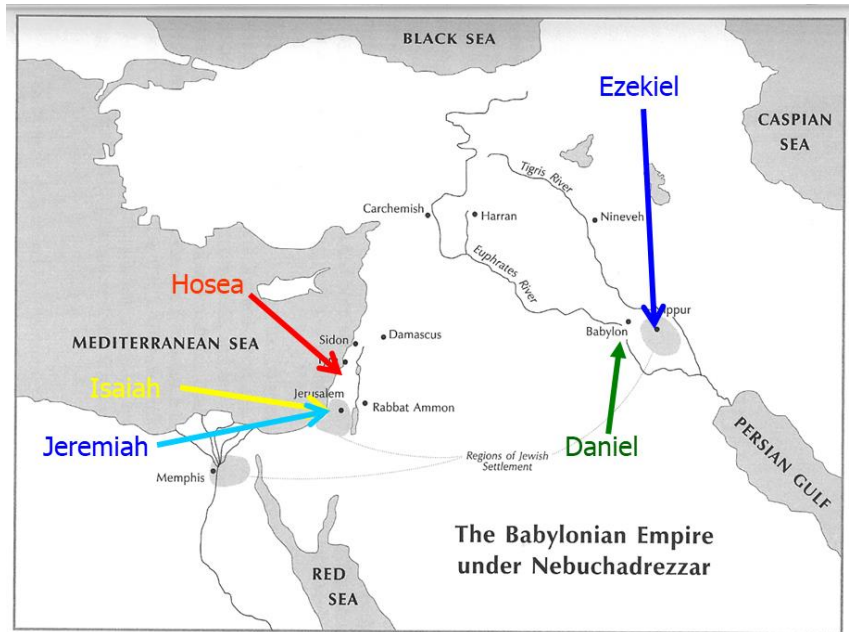 BLACK SEA
Ezekiel
CASPIAN
SEA
Tigris River
Carchemish
Harran
Nineveh
Euphrates River
Hosea
MEDITERRANEAN SEA
Sidon
Damascus
Babylon
Isaiah
Jerusalem
Rabbat Ammon
Jeremiah
Daniel
Regions of Jewish
Settlement
Memphis
PERSIAN GULF
The Babylonian Empire
under Nebuchadrezzar
RED
SEA